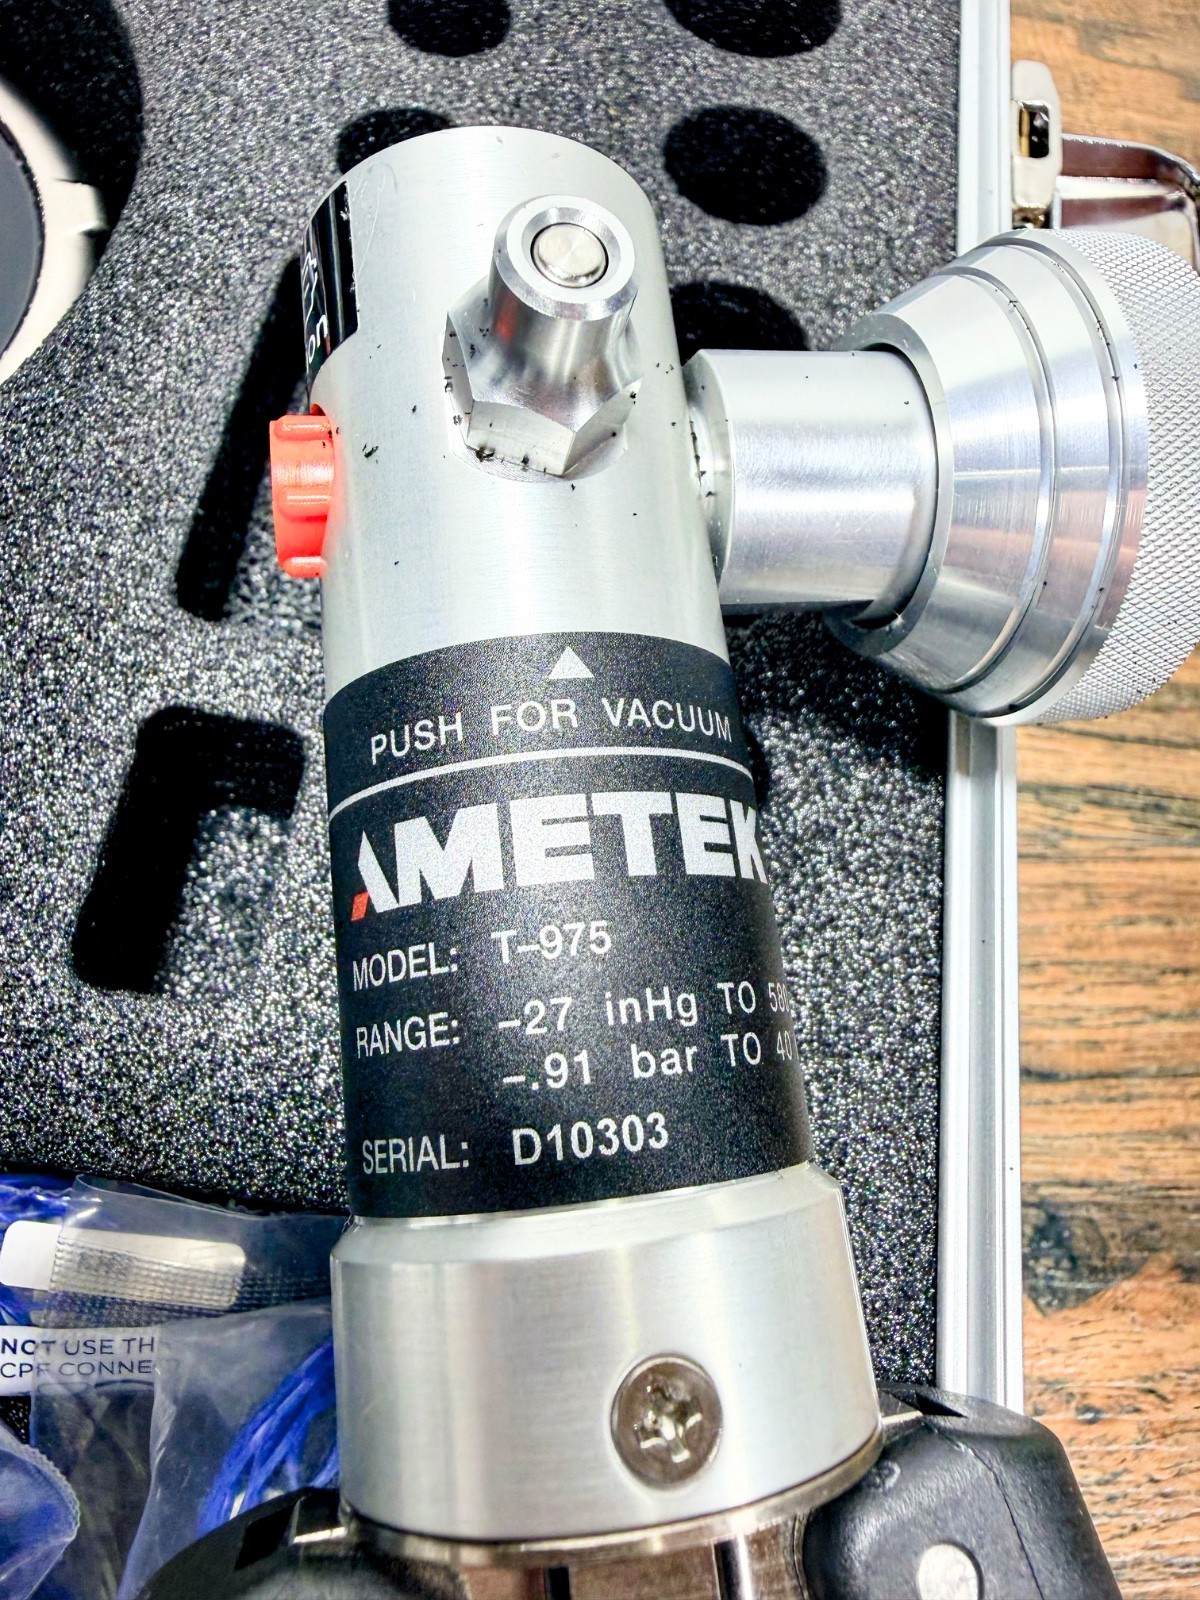 PUSH FOR VACUUM
AMETEK
MODEL: T-975
RANGE: -27 inHg TO
-.91 bar TO 40
SERIAL: D10303
NOT USE TH
CPF CONNE